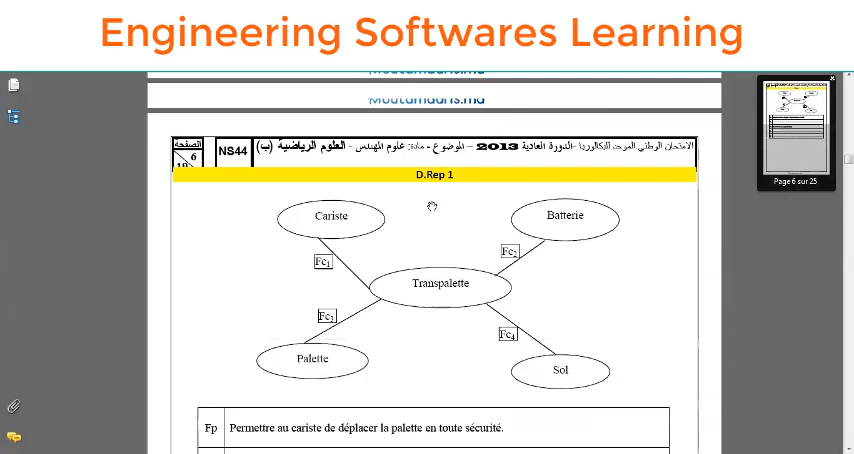 Engineering Softwares Learning
Moutamadris.ma
الصفحة
6
19
NS44
الامتحان الوطني الموحد للبكالوريا -الدورة العادية 2013 – الموضوع - مادة: علوم المهندس - العلوم الرياضية (ب)
D.Rep 1
Cariste
Batterie
Fc1
Fc2
Transpalette
Fc3
Fc4
Palette
Sol
Fp
Permettre au cariste de déplacer la palette en toute sécurité.
Page 6 sur 25